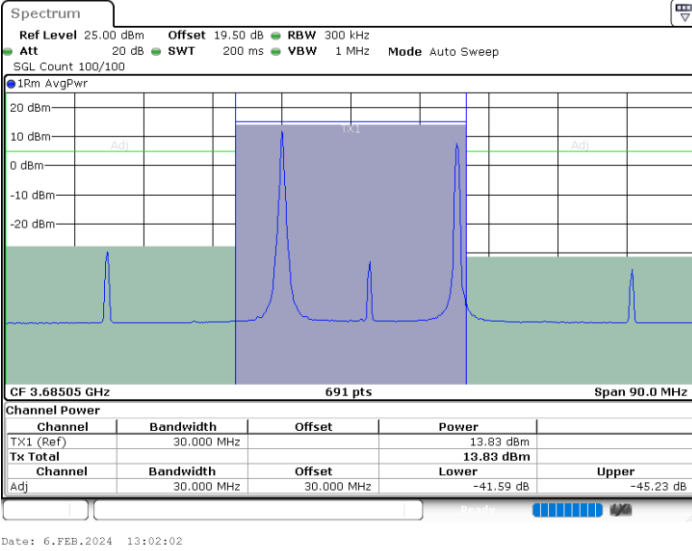 Spectrum
Ref Level 25.00 dBm Offset 19.50 dB RBW 300 kHz
Att 20 dB SWT 200 ms VBW 1 MHz Mode Auto Sweep
SGL Count 100/100
1Rm AvgPwr
20 dBm
TX1
10 dBm
Adj Adj
0 dBm
-10 dBm
-20 dBm
CF 3.68505 GHz 691 pts Span 90.0 MHz
Channel Power
Channel Bandwidth Offset Power
TX1 (Ref) 30.000 MHz 13.83 dBm
Tx Total 13.83 dBm
Channel Bandwidth Offset Lower Upper
Adj 30.000 MHz 30.000 MHz -41.59 dB -45.23 dB
Ready
Date: 6.FEB.2024 13:02:02